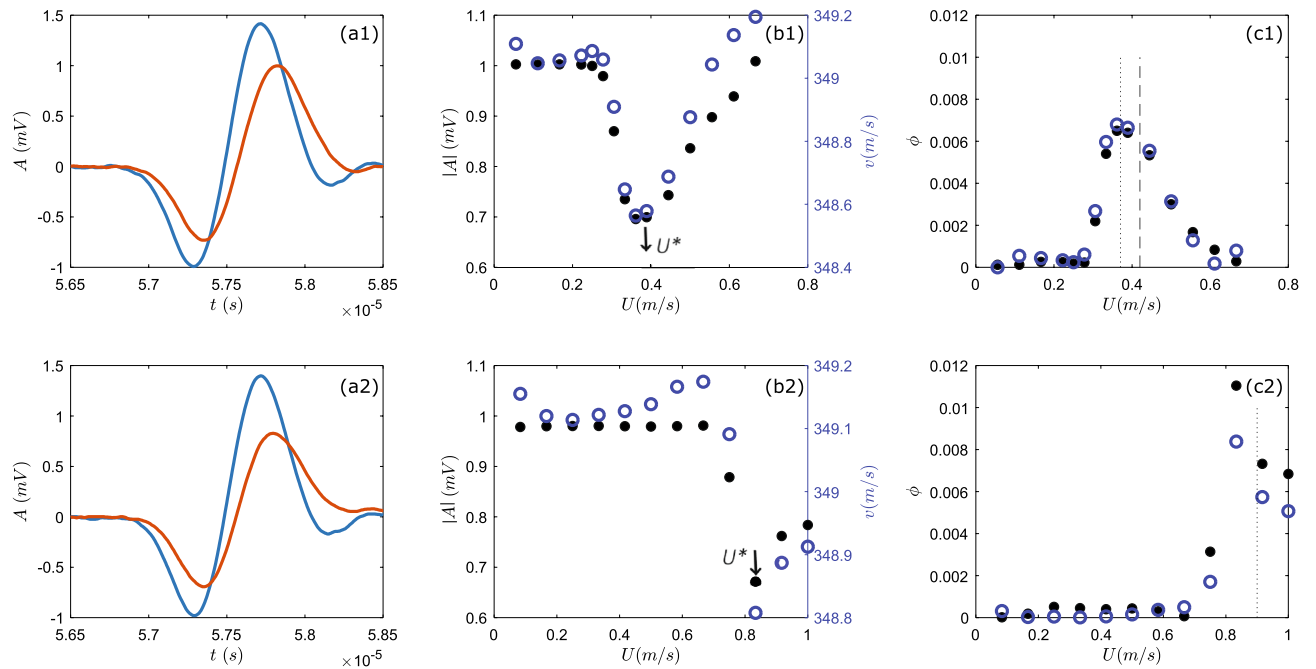 (a1)
1.5
1
0.5
0
-0.5
-1
A (mV)
5.65 5.7 5.75 5.8 5.85
t (s)
×10-5
(b1)
1.1
1
0.9
0.8
0.7
0.6
|A| (mV)
349.2
349
348.8
348.6
348.4
v(m/s)
U*
0 0.2 0.4 0.6 0.8
U(m/s)
(c1)
0.012
0.01
0.008
0.006
0.004
0.002
0
ϕ
0 0.2 0.4 0.6 0.8
U(m/s)
(a2)
1.5
1
0.5
0
-0.5
-1
A (mV)
5.65 5.7 5.75 5.8 5.85
t (s)
×10-5
(b2)
1.1
1
0.9
0.8
0.7
0.6
|A| (mV)
349.2
349.1
349
348.9
348.8
v(m/s)
U*
0 0.2 0.4 0.6 0.8 1
U(m/s)
(c2)
0.012
0.01
0.008
0.006
0.004
0.002
0
ϕ
0 0.2 0.4 0.6 0.8 1
U(m/s)